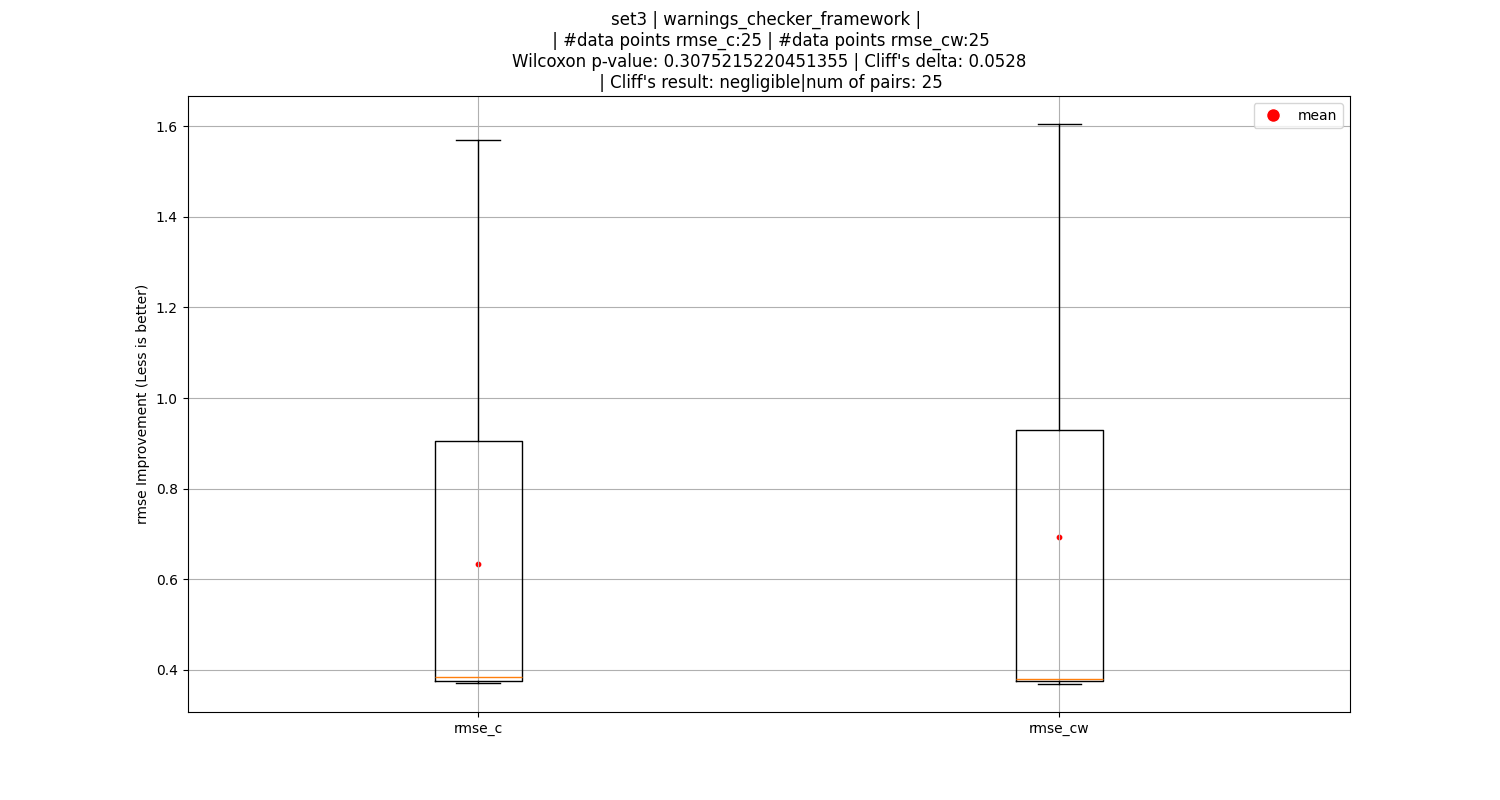 set3 | warnings_checker_framework |
| #data points rmse_c:25 | #data points rmse_cw:25
Wilcoxon p-value: 0.3075215220451355 | Cliff's delta: 0.0528
| Cliff's result: negligible|num of pairs: 25
mean
rmse Improvement (Less is better)
1.6
1.4
1.2
1.0
0.8
0.6
0.4
rmse_c
rmse_cw